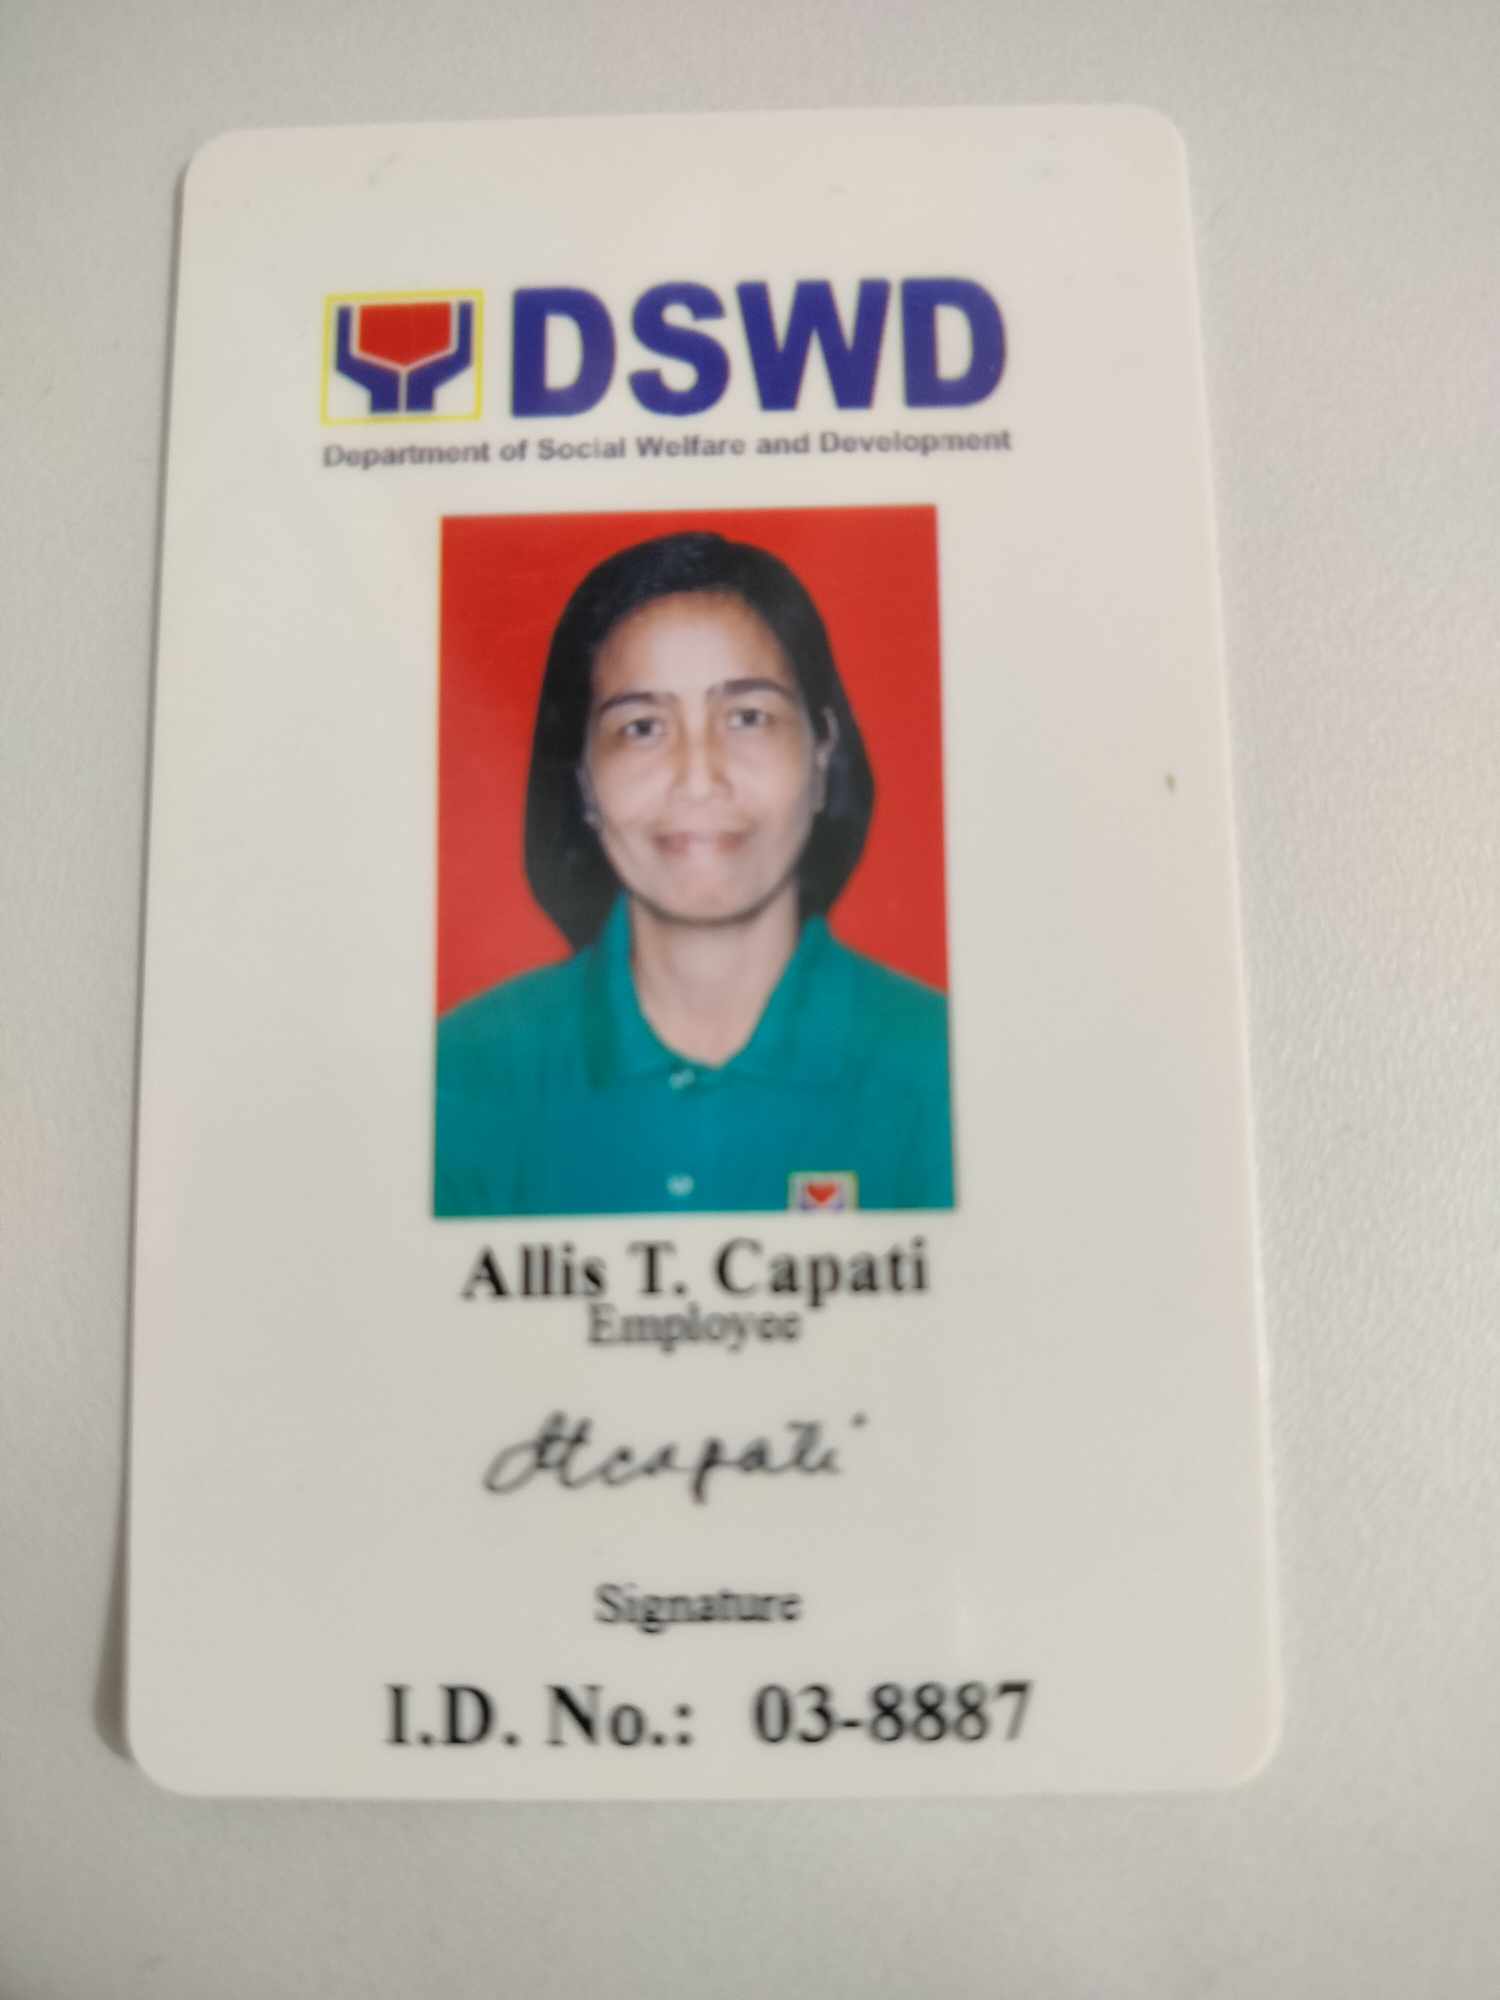 DSWD
Department of Social Welfare and Development
Allis T. Capati
Employee
Atcapati
Signature
I.D. No.: 03-8887